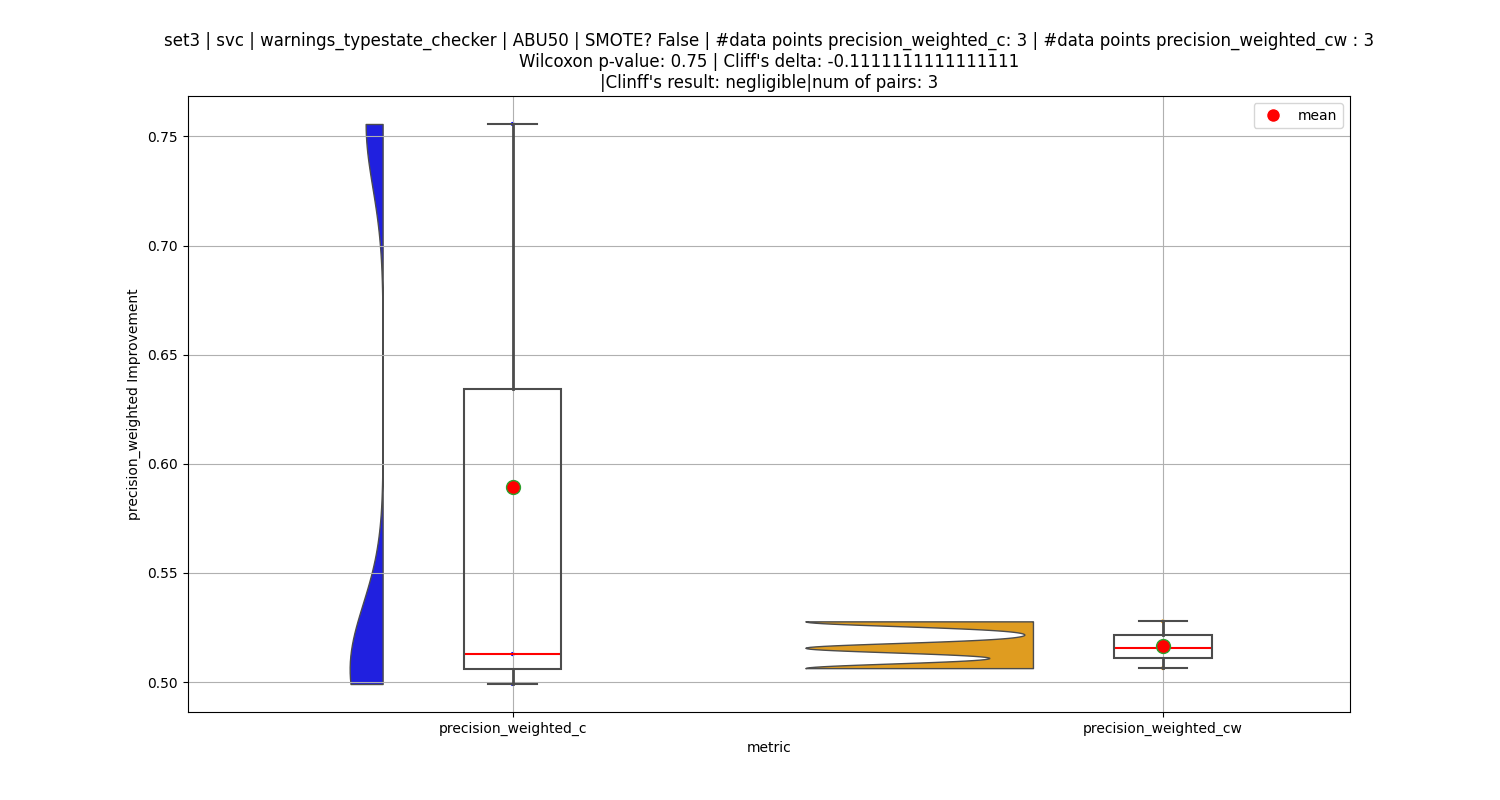 set3 | svc | warnings_typestate_checker | ABU50 | SMOTE? False | #data points precision_weighted_c: 3 | #data points precision_weighted_cw : 3
Wilcoxon p-value: 0.75 | Cliff's delta: -0.1111111111111111
|Clinff's result: negligible|num of pairs: 3
mean
0.75
0.70
0.65
0.60
0.55
0.50
precision_weighted Improvement
precision_weighted_c
precision_weighted_cw
metric